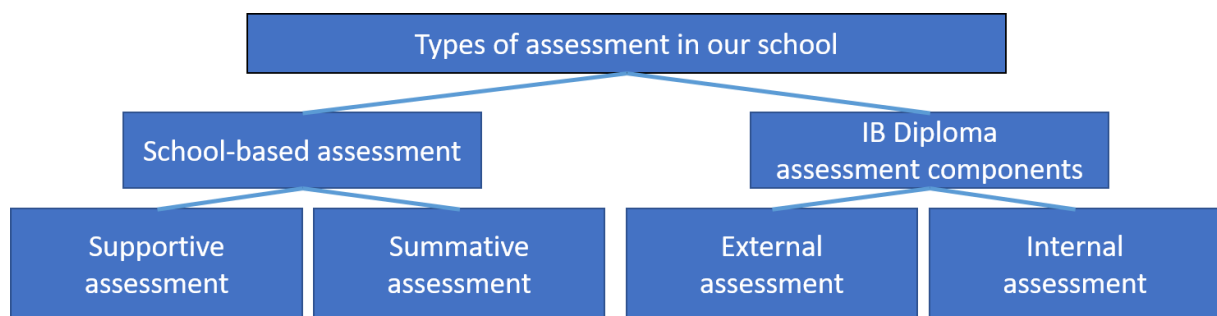 Types of assessment in our school
School-based assessment
IB Diploma
assessment components
Supportive
assessment
Summative
assessment
External
assessment
Internal
assessment